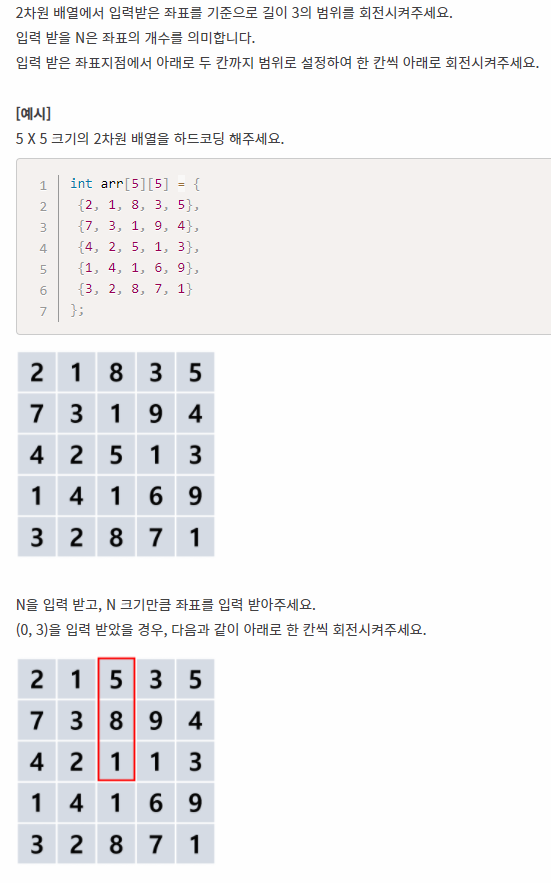 2차원 배열에서 입력받은 좌표를 기준으로 길이 3의 범위를 회전시켜주세요.
입력 받을 N은 좌표의 개수를 의미합니다.
입력 받은 좌표지점에서 아래로 두 칸까지 범위로 설정하여 한 칸씩 아래로 회전시켜주세요.
[예시]
5 X 5 크기의 2차원 배열을 하드코딩 해주세요.
1 int arr[5][5] = {
2 {2, 1, 8, 3, 5},
3 {7, 3, 1, 9, 4},
4 {4, 2, 5, 1, 3},
5 {1, 4, 1, 6, 9},
6 {3, 2, 8, 7, 1}
7 };
2 1 8 3 5
7 3 1 9 4
4 2 5 1 3
1 4 1 6 9
3 2 8 7 1
N을 입력 받고, N 크기만큼 좌표를 입력 받아주세요.
(0, 3)을 입력 받았을 경우, 다음과 같이 아래로 한 칸씩 회전시켜주세요.
2 1 5 3 5
7 3 8 9 4
4 2 1 1 3
1 4 1 6 9
3 2 8 7 1